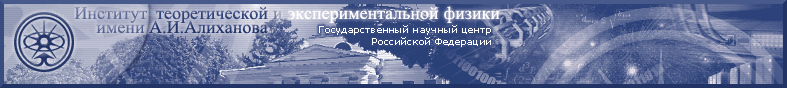 Институт теоретической и экспериментальной физики
имени А.И.Алиханова
Государственный научный центр
Российской Федерации